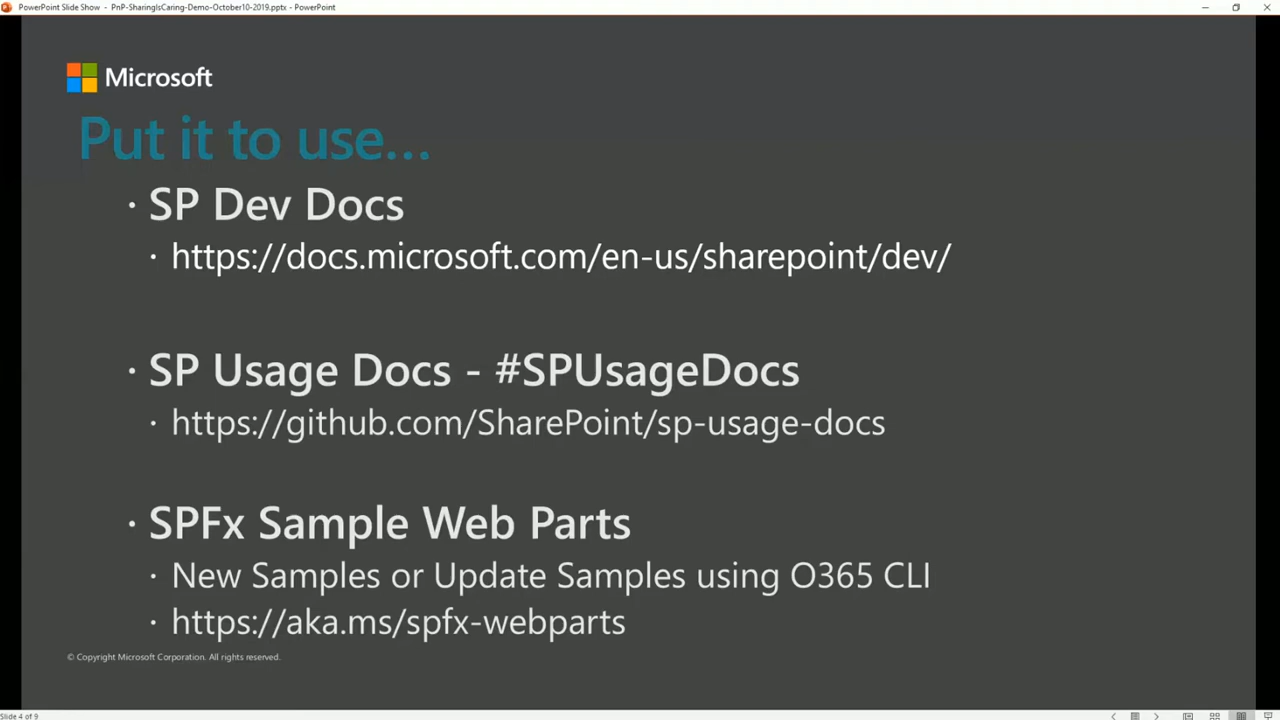 PowerPoint Slide Show - PnP-SharingIsCaring-Demo-October10-2019.pptx - PowerPoint
Microsoft
Put it to use...
· SP Dev Docs
· https://docs.microsoft.com/en-us/sharepoint/dev/
· SP Usage Docs - #SPUsageDocs
· https://github.com/SharePoint/sp-usage-docs
· SPFx Sample Web Parts
· New Samples or Update Samples using O365 CLI
· https://aka.ms/spfx-webparts
© Copyright Microsoft Corporation. All rights reserved.
Slide 4 of 9